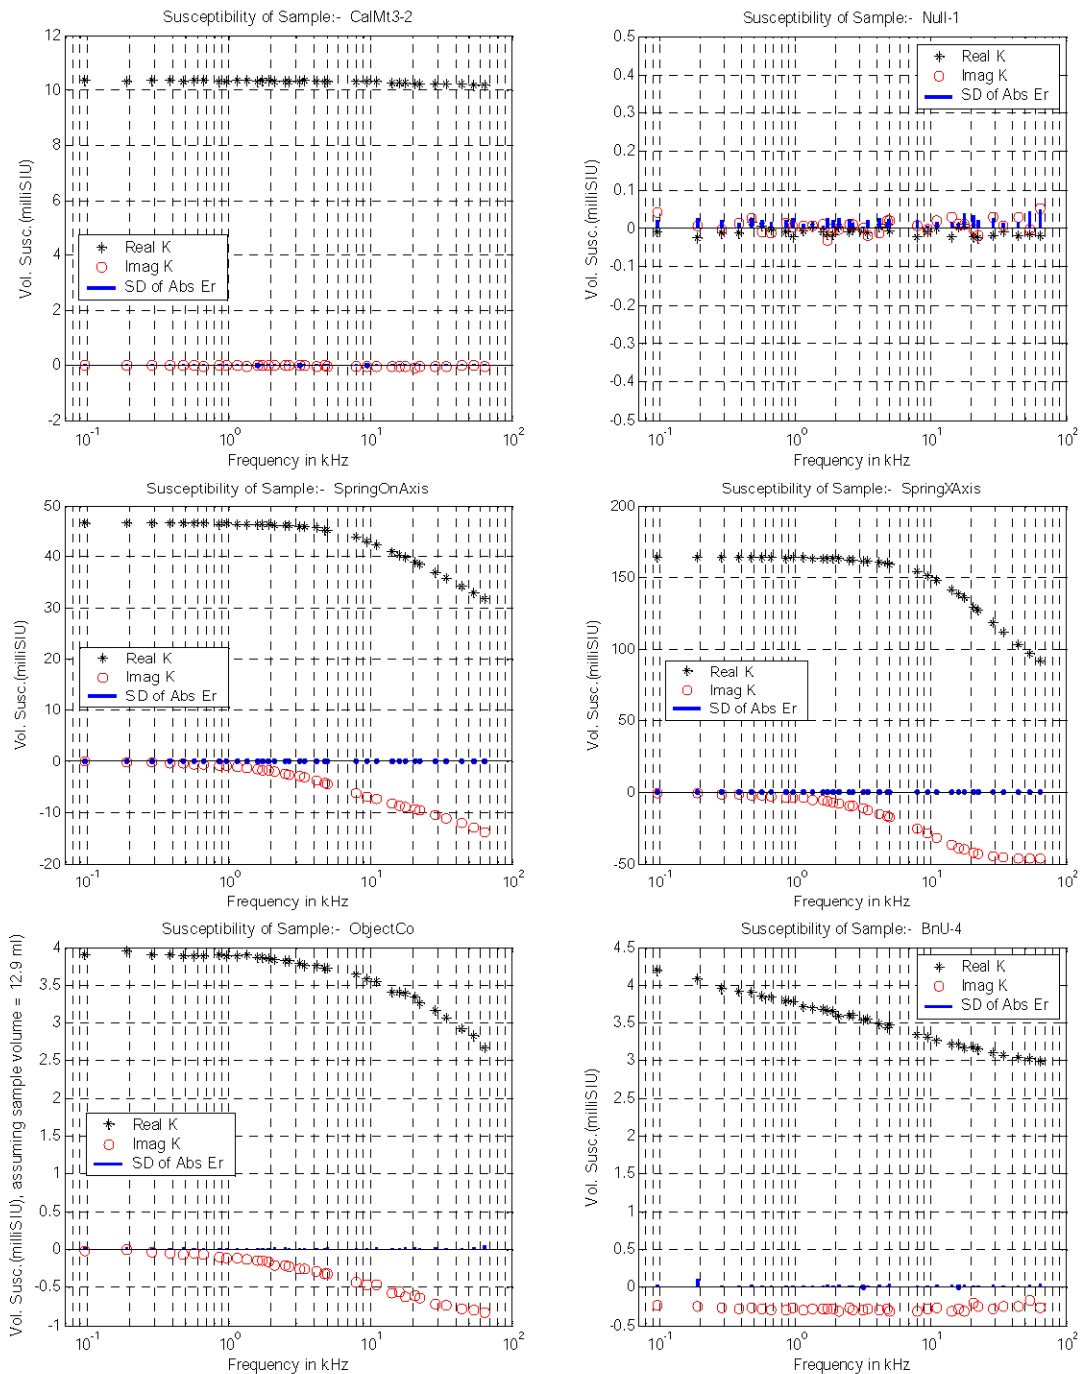 Susceptibility of Sample:- CalMt3-2
12
10
8
6
4
2
0
-2
Vol. Susc.(milliSIU)
Real K
Imag K
SD of Abs Er
10^-1
10^0
10^1
10^2
Frequency in kHz
Susceptibility of Sample:- Null-1
0.5
0.4
0.3
0.2
0.1
0
-0.1
-0.2
-0.3
-0.4
-0.5
Vol. Susc.(milliSIU)
Real K
Imag K
SD of Abs Er
10^-1
10^0
10^1
10^2
Frequency in kHz
Susceptibility of Sample:- SpringOnAxis
50
40
30
20
10
0
-10
-20
Vol. Susc.(milliSIU)
Real K
Imag K
SD of Abs Er
10^-1
10^0
10^1
10^2
Frequency in kHz
Susceptibility of Sample:- SpringXAxis
200
150
100
50
0
-50
Vol. Susc.(milliSIU)
Real K
Imag K
SD of Abs Er
10^-1
10^0
10^1
10^2
Frequency in kHz
Susceptibility of Sample:- ObjectCo
4
3.5
3
2.5
2
1.5
1
0.5
0
-0.5
-1
Vol. Susc.(milliSIU), assuming sample volume = 12.9 ml)
Real K
Imag K
SD of Abs Er
10^-1
10^0
10^1
10^2
Frequency in kHz
Susceptibility of Sample:- BnU-4
4.5
4
3.5
3
2.5
2
1.5
1
0.5
0
-0.5
Vol. Susc.(milliSIU)
Real K
Imag K
SD of Abs Er
10^-1
10^0
10^1
10^2
Frequency in kHz